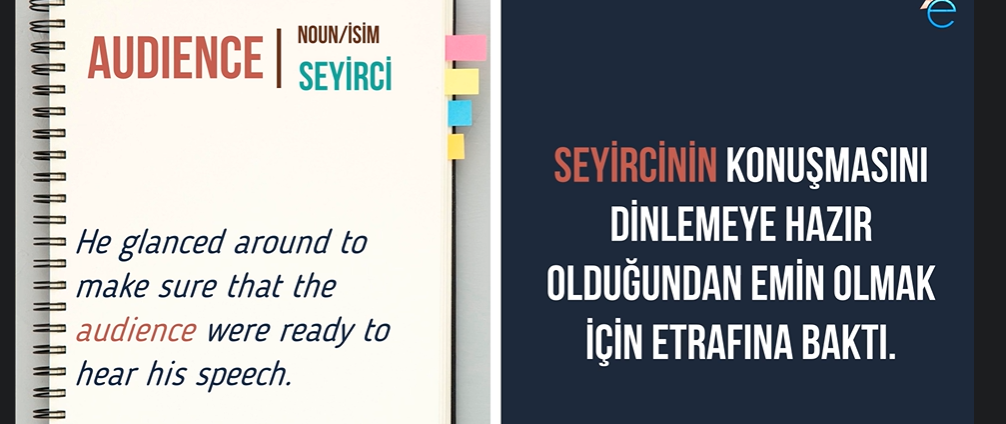 AUDIENCE
NOUN/İSİM
SEYİRCİ
He glanced around to
make sure that the
audience were ready to
hear his speech.
SEYİRCİNİN KONUŞMASINI
DİNLEMEYE HAZIR
OLDUĞUNDAN EMİN OLMAK
İÇİN ETRAFINA BAKTI.